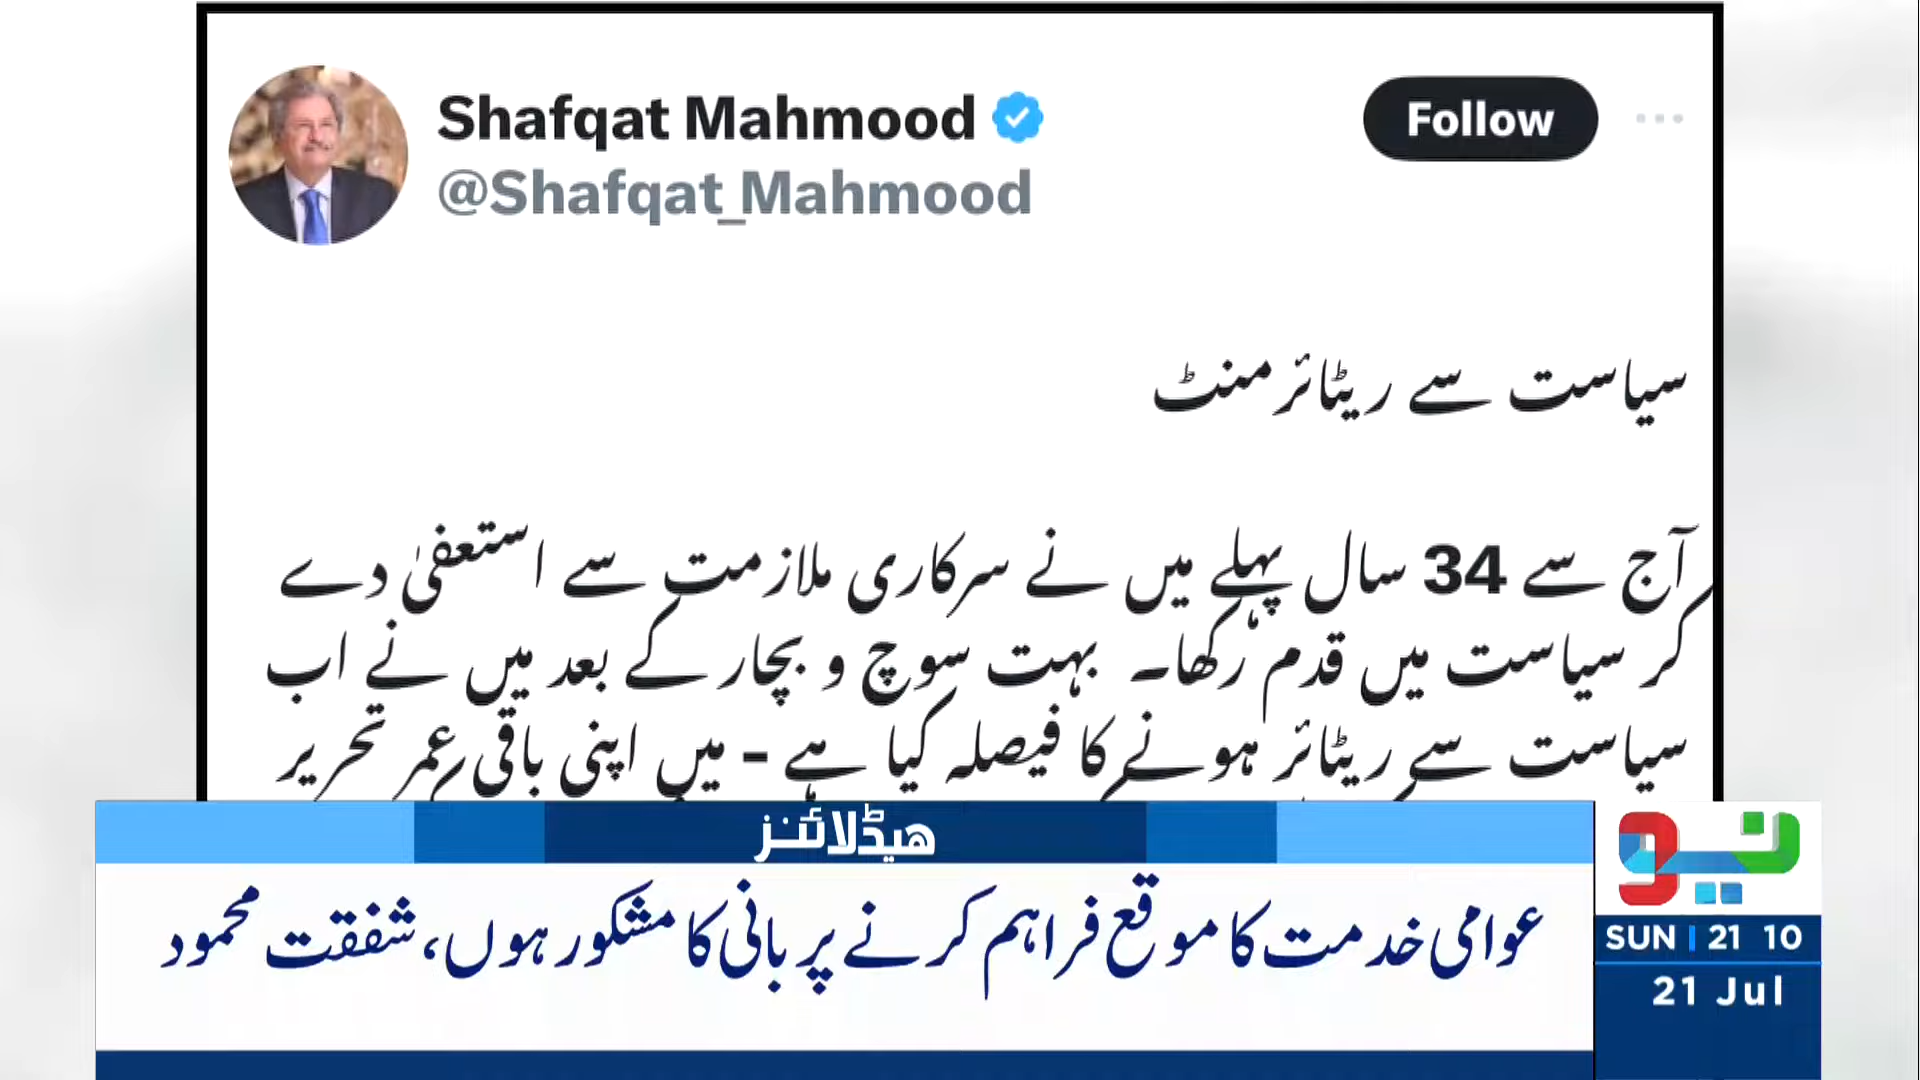 Shafqat Mahmood
Follow
@Shafqat_Mahmood
سیاست سے ریٹائرمنٹ
آج سے 34 سال پہلے میں نے سرکاری ملازمت سے استعفیٰ دے
کر سیاست میں قدم رکھا۔ بہت سوچ و بچار کے بعد میں نے اب
سیاست سے ریٹائر ہونے کا فیصلہ کیا ہے - میں اپنی باقی عمر تحریر
ھیڈلائنز
عوامی خدمت کا موقع فراہم کرنے پر بانی کا مشکور ہوں، شفقت محمود
نیو
SUN | 21 10
21 Jul